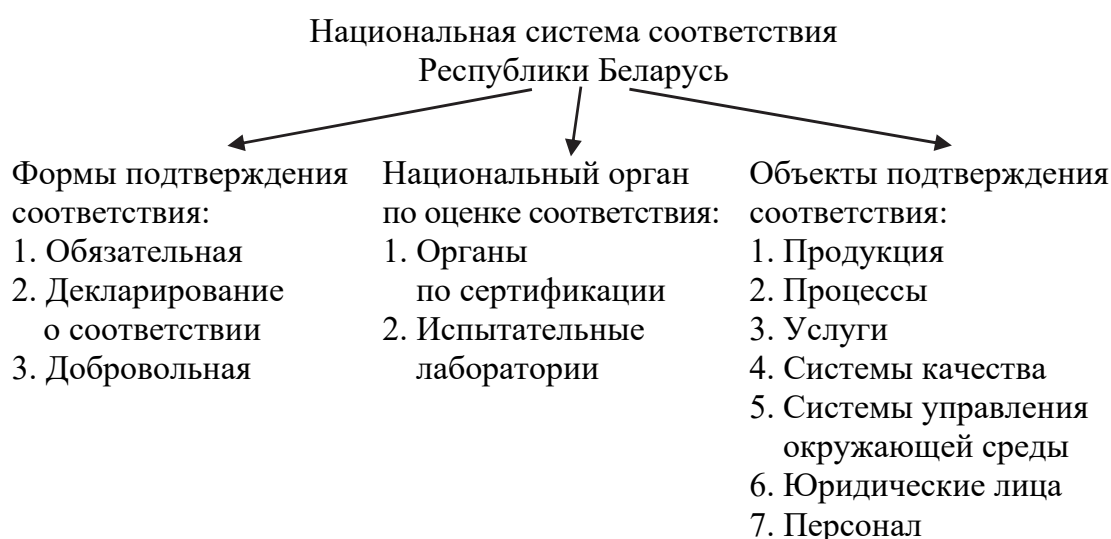 Национальная система соответствия
Республики Беларусь
Формы подтверждения
соответствия:
1. Обязательная
2. Декларирование
о соответствии
3. Добровольная
Национальный орган
по оценке соответствия:
1. Органы
по сертификации
2. Испытательные
лаборатории
Объекты подтверждения
соответствия:
1. Продукция
2. Процессы
3. Услуги
4. Системы качества
5. Системы управления
окружающей среды
6. Юридические лица
7. Персонал